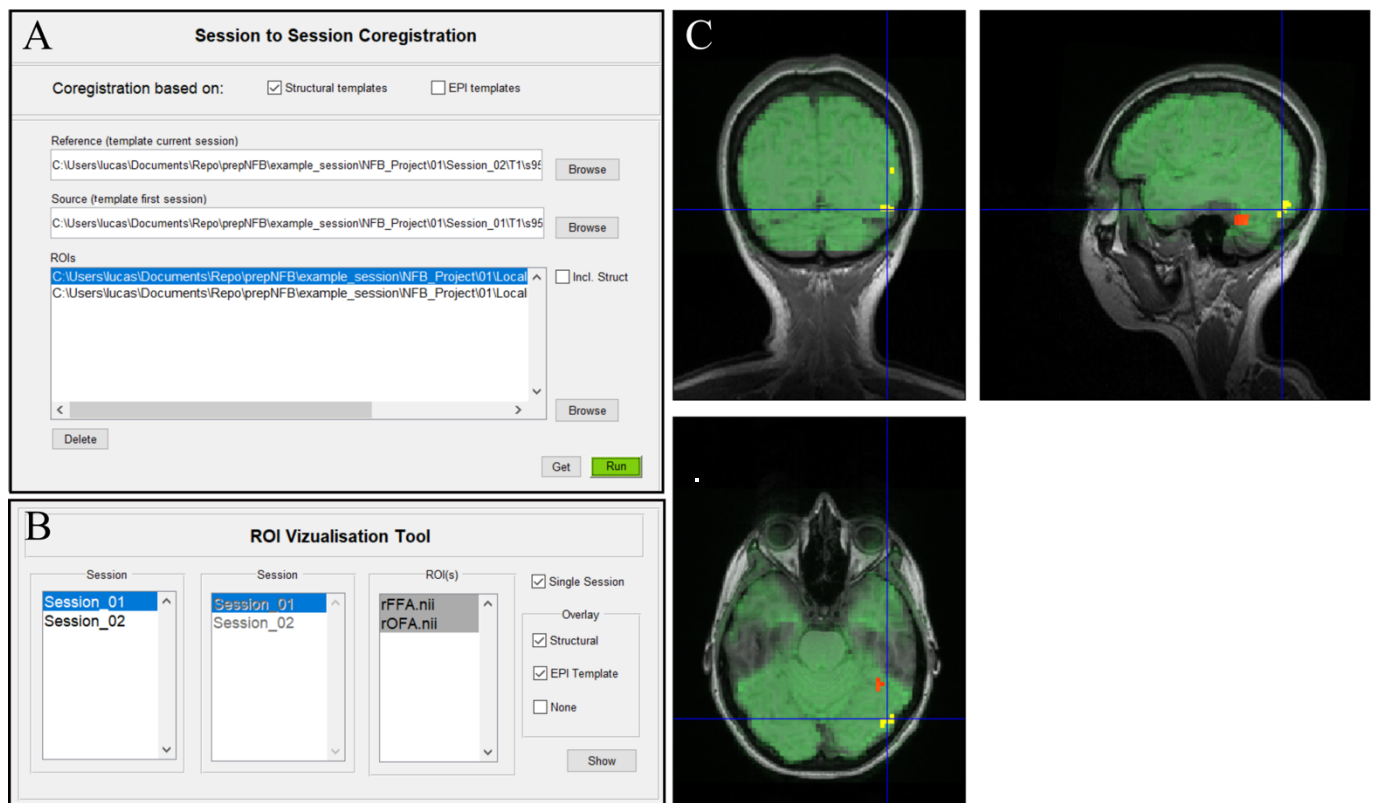 A
Session to Session Coregistration
Coregistration based on:
Structural templates
EPI templates
Reference (template current session)
C:\Users\lucas\Documents\Repo\prepNFB\example_session\NFB_Project\01\Session_02\T1\s95
Browse
Source (template first session)
C:\Users\lucas\Documents\Repo\prepNFB\example_session\NFB_Project\01\Session_01\T1\s95
Browse
ROIs
C:\Users\lucas\Documents\Repo\prepNFB\example_session\NFB_Project\01\Local
Incl. Struct
C:\Users\lucas\Documents\Repo\prepNFB\example_session\NFB_Project\01\Local
Browse
Delete
Get
Run
B
ROI Vizualisation Tool
Session
Session_01
Session_02
Session
Session_01
Session_02
ROI(s)
rFFA.nii
rOFA.nii
Single Session
Overlay
Structural
EPI Template
None
Show
C